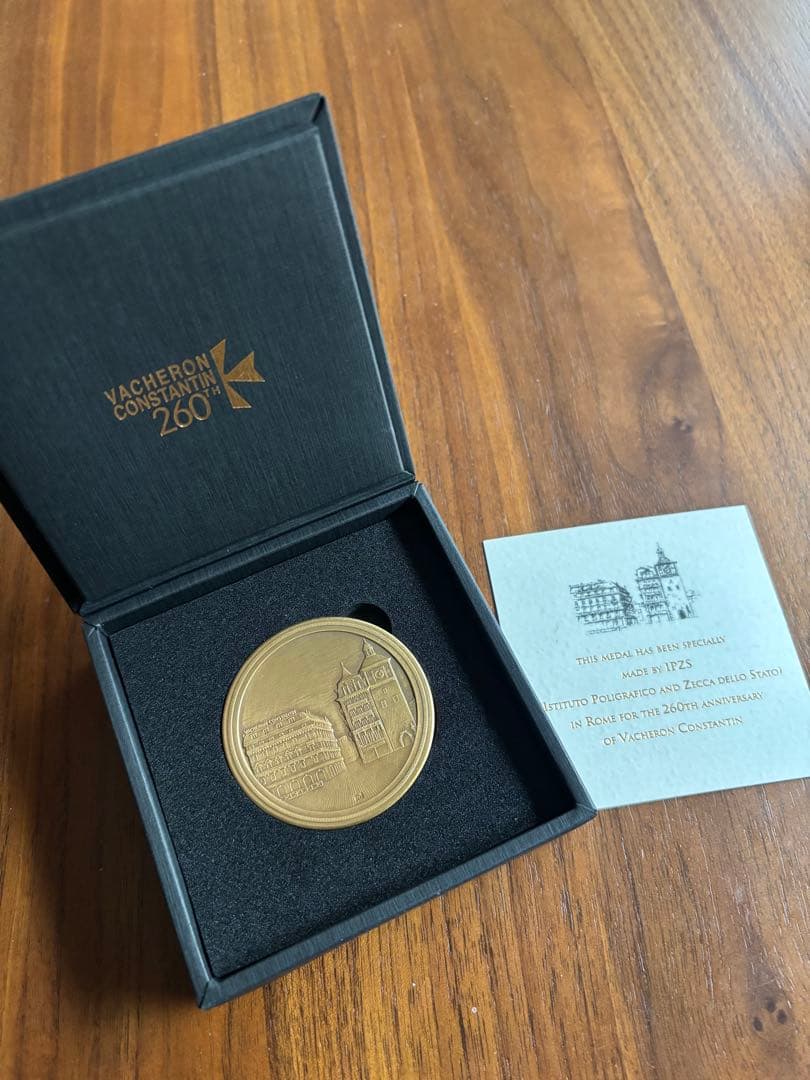 VACHERON
CONSTANTIN
260TH
THIS MEDAL HAS BEEN SPECIALLY
MADE BY IPZS
ISTITUTO POLIGRAFICO AND ZECCA DELLO STATO)
IN ROME FOR THE 260TH ANNIVERSARY
OF VACHERON CONSTANTIN